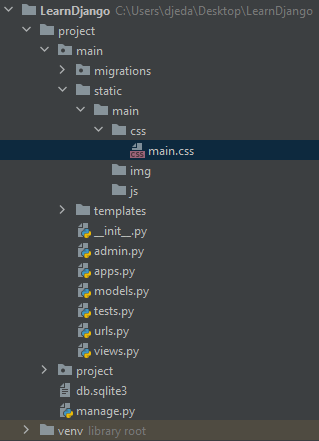 LearnDjango C:\Users\djeda\Desktop\LearnDjango
project
main
migrations
static
main
css
main.css
img
js
templates
__init__.py
admin.py
apps.py
models.py
tests.py
urls.py
views.py
project
db.sqlite3
manage.py
venv library root